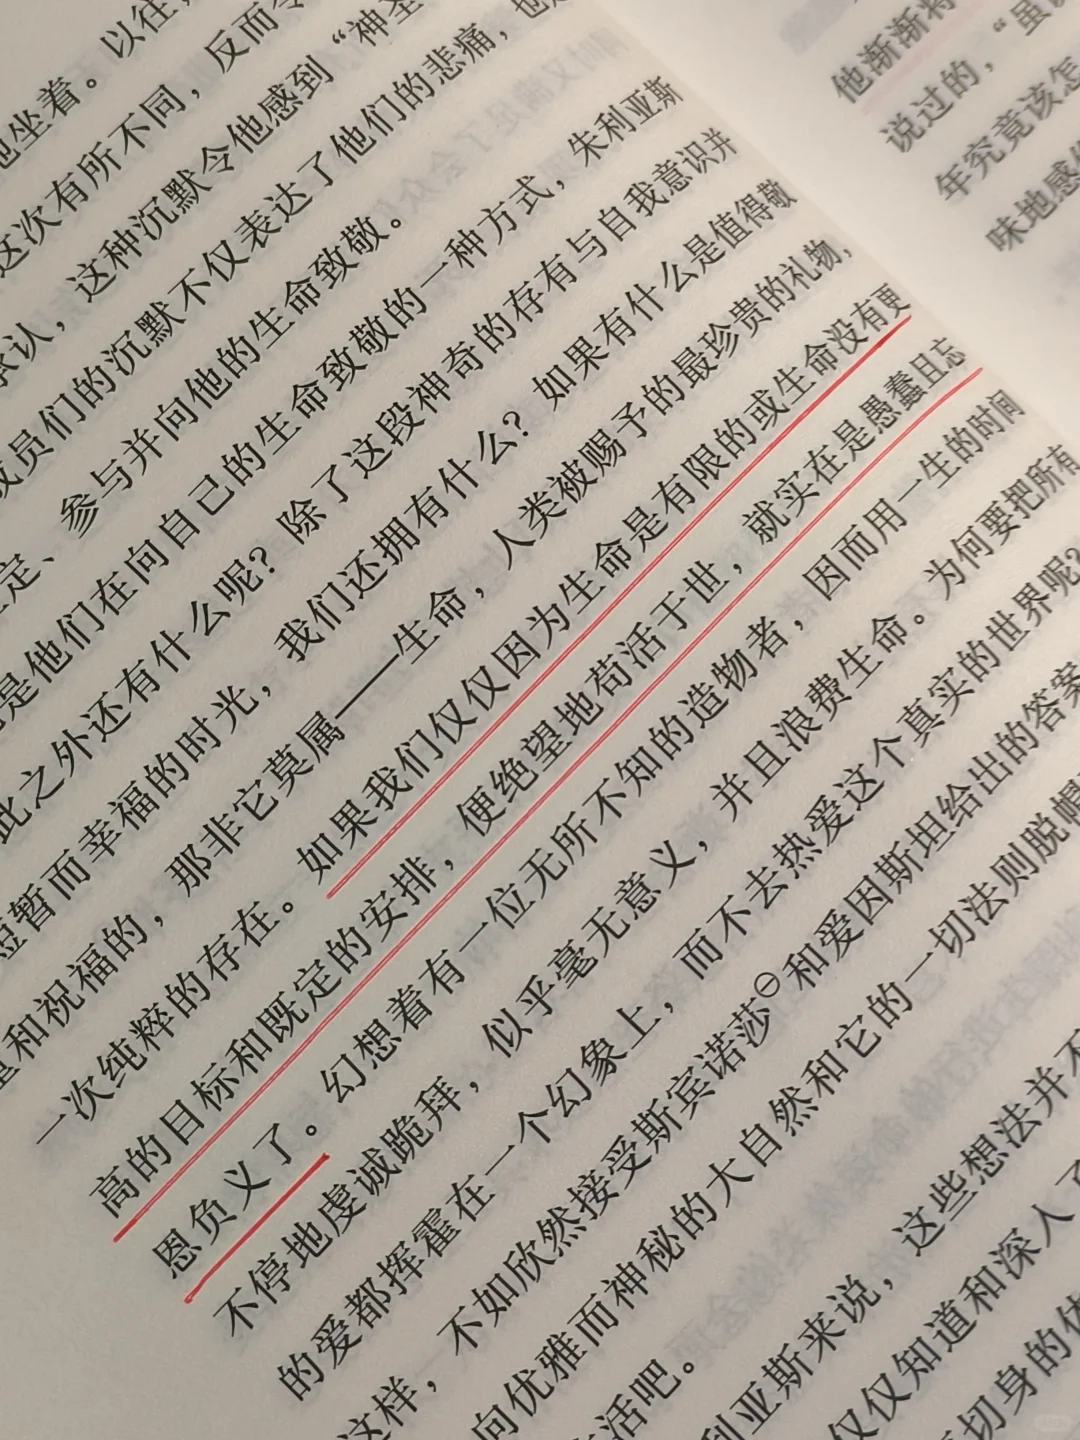 地坐着。以往,
这次有所不同，反而令
承认，这种沉默令他感到“神圣
成员们的沉默不仅表达了他们的悲痛，也是
定、参与并向他的生命致敬。
是他们在向自己的生命致敬的一种方式，朱利亚斯
此之外还有什么呢？除了这段神奇的存有与自我意识并
短暂而幸福的时光，我们还拥有什么？如果有什么是值得敬
重和祝福的，那非它莫属——生命，人类被赐予的最珍贵的礼物，
一次纯粹的存在。如果我们仅仅因为生命是有限的或生命没有更
高的目标和既定的安排，便绝望地苟活于世，就实在是愚蠢且忘
恩负义了。幻想着有一位无所不知的造物者，因而用一生的时间
不停地虔诚跪拜，似乎毫无意义，并且浪费生命。为何要把所有
的爱都挥霍在一个幻象上，而不去热爱这个真实的世界呢？
这样，不如欣然接受斯宾诺莎⊖和爱因斯坦给出的答案
向优雅而神秘的大自然和它的一切法则脱帽
活吧。
利亚斯来说，这些想法并不
仅仅知道和深入了
切身的体
他渐渐将
说过的，“虽
年究竟该怎
味地感